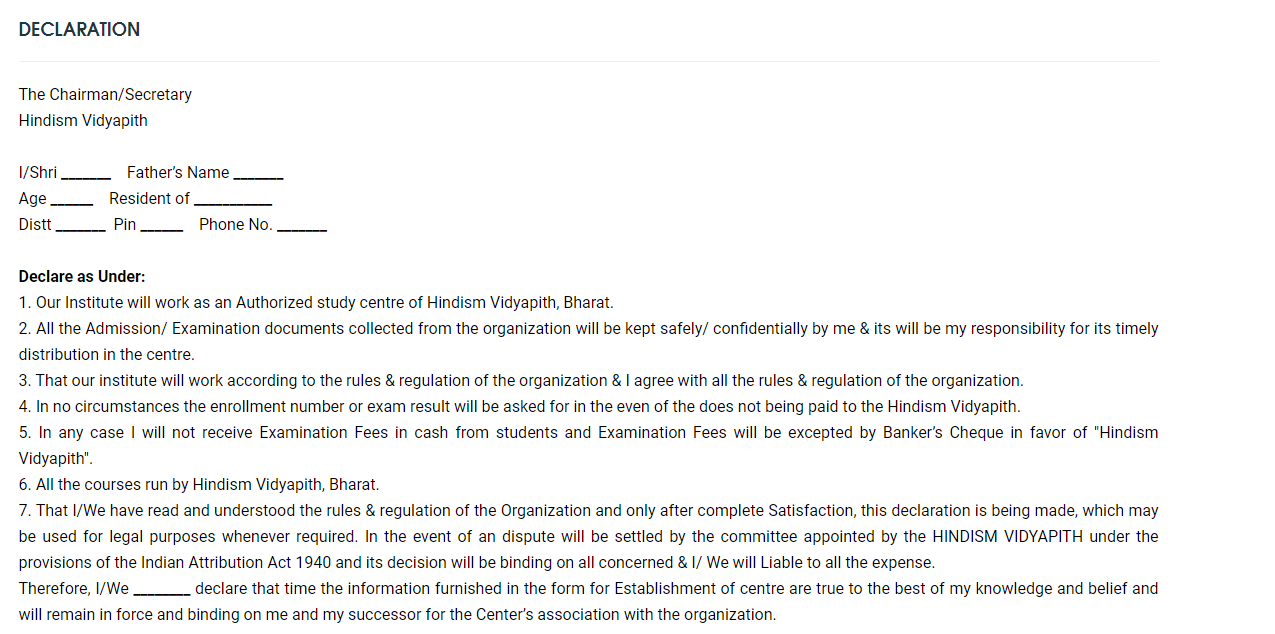 DECLARATION
The Chairman/Secretary
Hindism Vidyapith
I/Shri _______ Father's Name _______
Age ______ Resident of ___________
Distt _______ Pin ______ Phone No. _______
Declare as Under:
1. Our Institute will work as an Authorized study centre of Hindism Vidyapith, Bharat.
2. All the Admission/ Examination documents collected from the organization will be kept safely/ confidentially by me & its will be my responsibility for its timely
distribution in the centre.
3. That our institute will work according to the rules & regulation of the organization & I agree with all the rules & regulation of the organization.
4. In no circumstances the enrollment number or exam result will be asked for in the even of the does not being paid to the Hindism Vidyapith.
5. In any case I will not receive Examination Fees in cash from students and Examination Fees will be excepted by Banker's Cheque in favor of "Hindism
Vidyapith".
6. All the courses run by Hindism Vidyapith, Bharat.
7. That I/We have read and understood the rules & regulation of the Organization and only after complete Satisfaction, this declaration is being made, which may
be used for legal purposes whenever required. In the event of an dispute will be settled by the committee appointed by the HINDISM VIDYAPITH under the
provisions of the Indian Attribution Act 1940 and its decision will be binding on all concerned & I/ We will Liable to all the expense.
Therefore, I/We ________ declare that time the information furnished in the form for Establishment of centre are true to the best of my knowledge and belief and
will remain in force and binding on me and my successor for the Center's association with the organization.